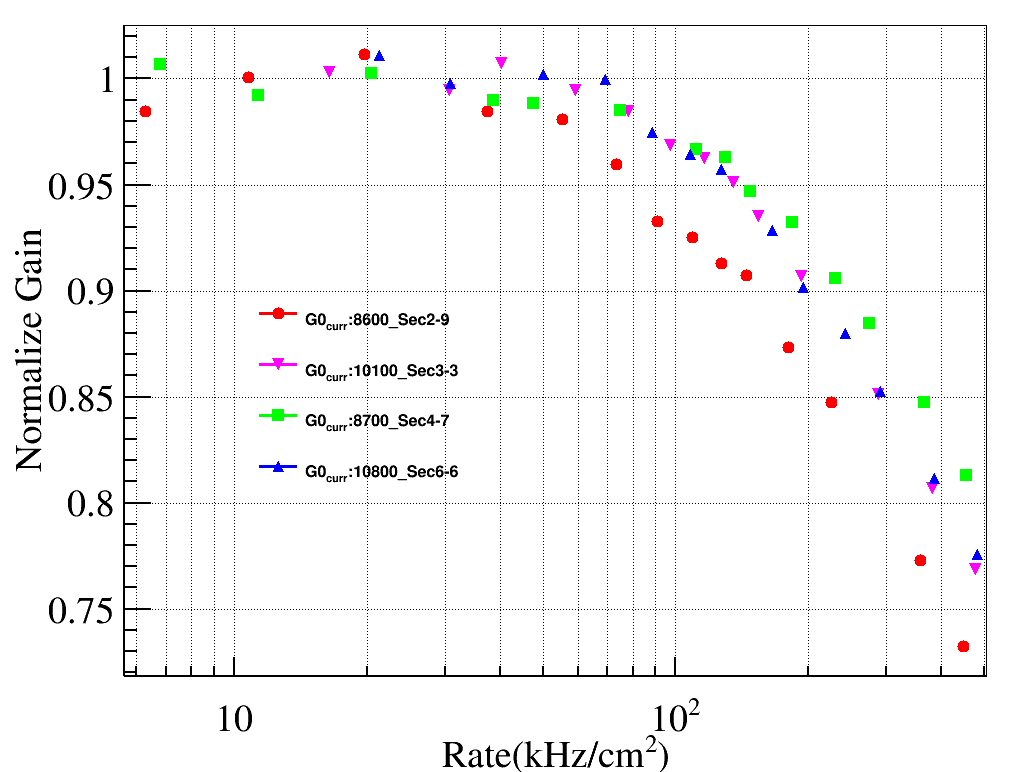 1
0.95
0.9
0.85
0.8
0.75
Normalize Gain
G0curr:8600_Sec2-9
G0curr:10100_Sec3-3
G0curr:8700_Sec4-7
G0curr:10800_Sec6-6
10
10²
Rate(kHz/cm²)